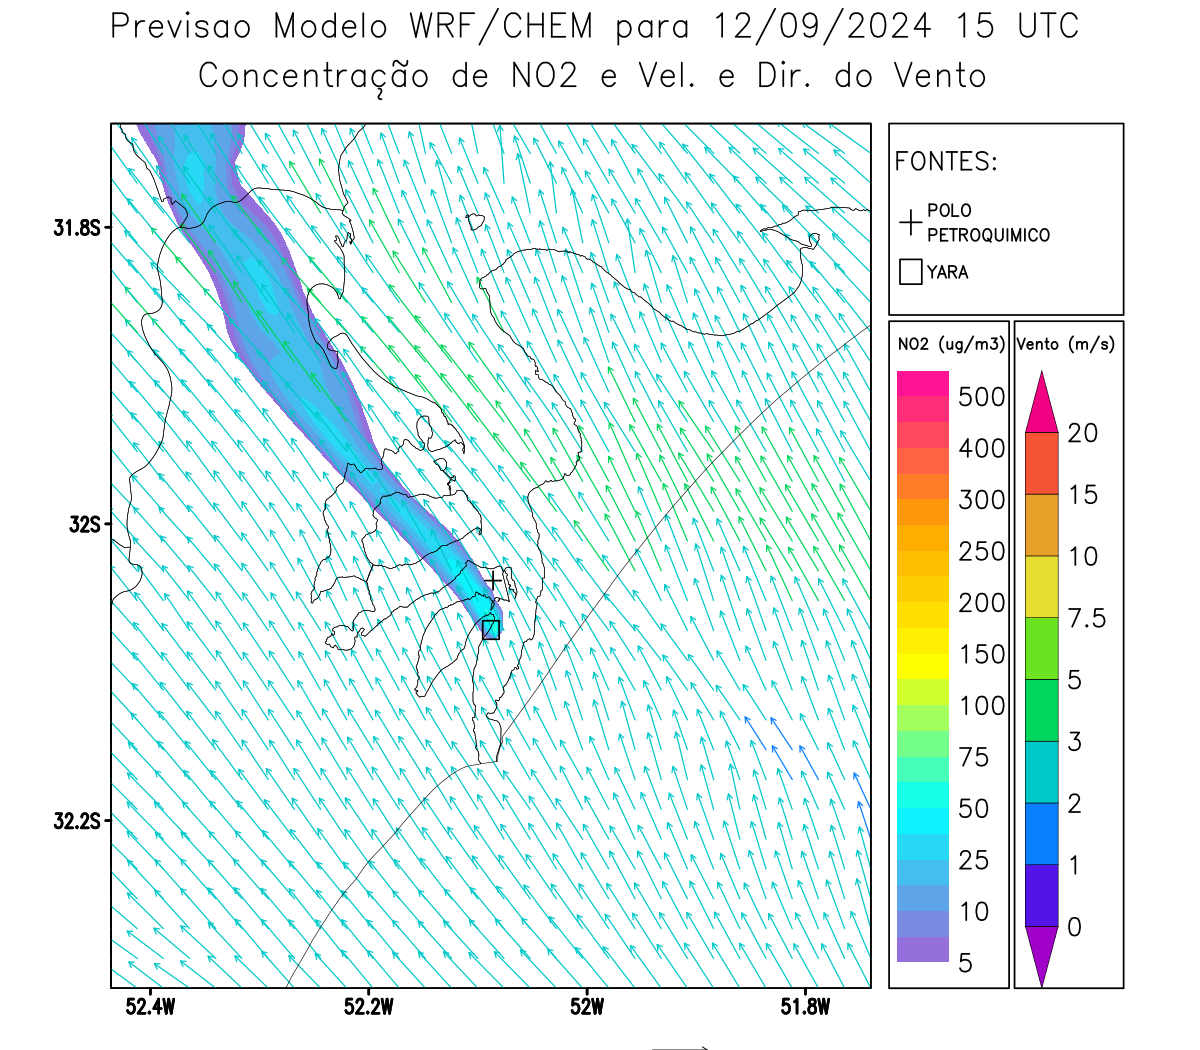 Previsao Modelo WRF/CHEM para 12/09/2024 15 UTC
Concentração de NO2 e Vel. e Dir. do Vento
FONTES:
POLO
PETROQUIMICO
YARA
NO2 (ug/m3)
500
400
300
250
200
150
100
75
50
25
10
5
Vento (m/s)
20
15
10
7.5
5
3
2
1
0
31.8S
32S
32.2S
52.4W
52.2W
52W
51.8W